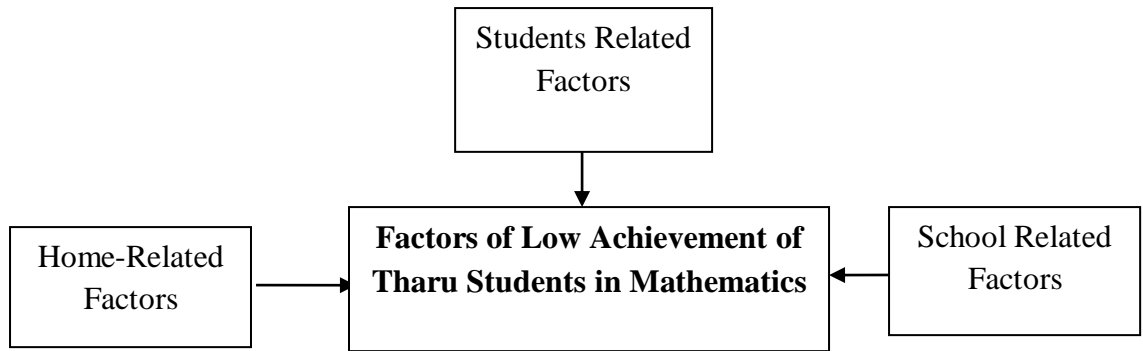 Students Related
Factors
Home-Related
Factors
Factors of Low Achievement of
Tharu Students in Mathematics
School Related
Factors